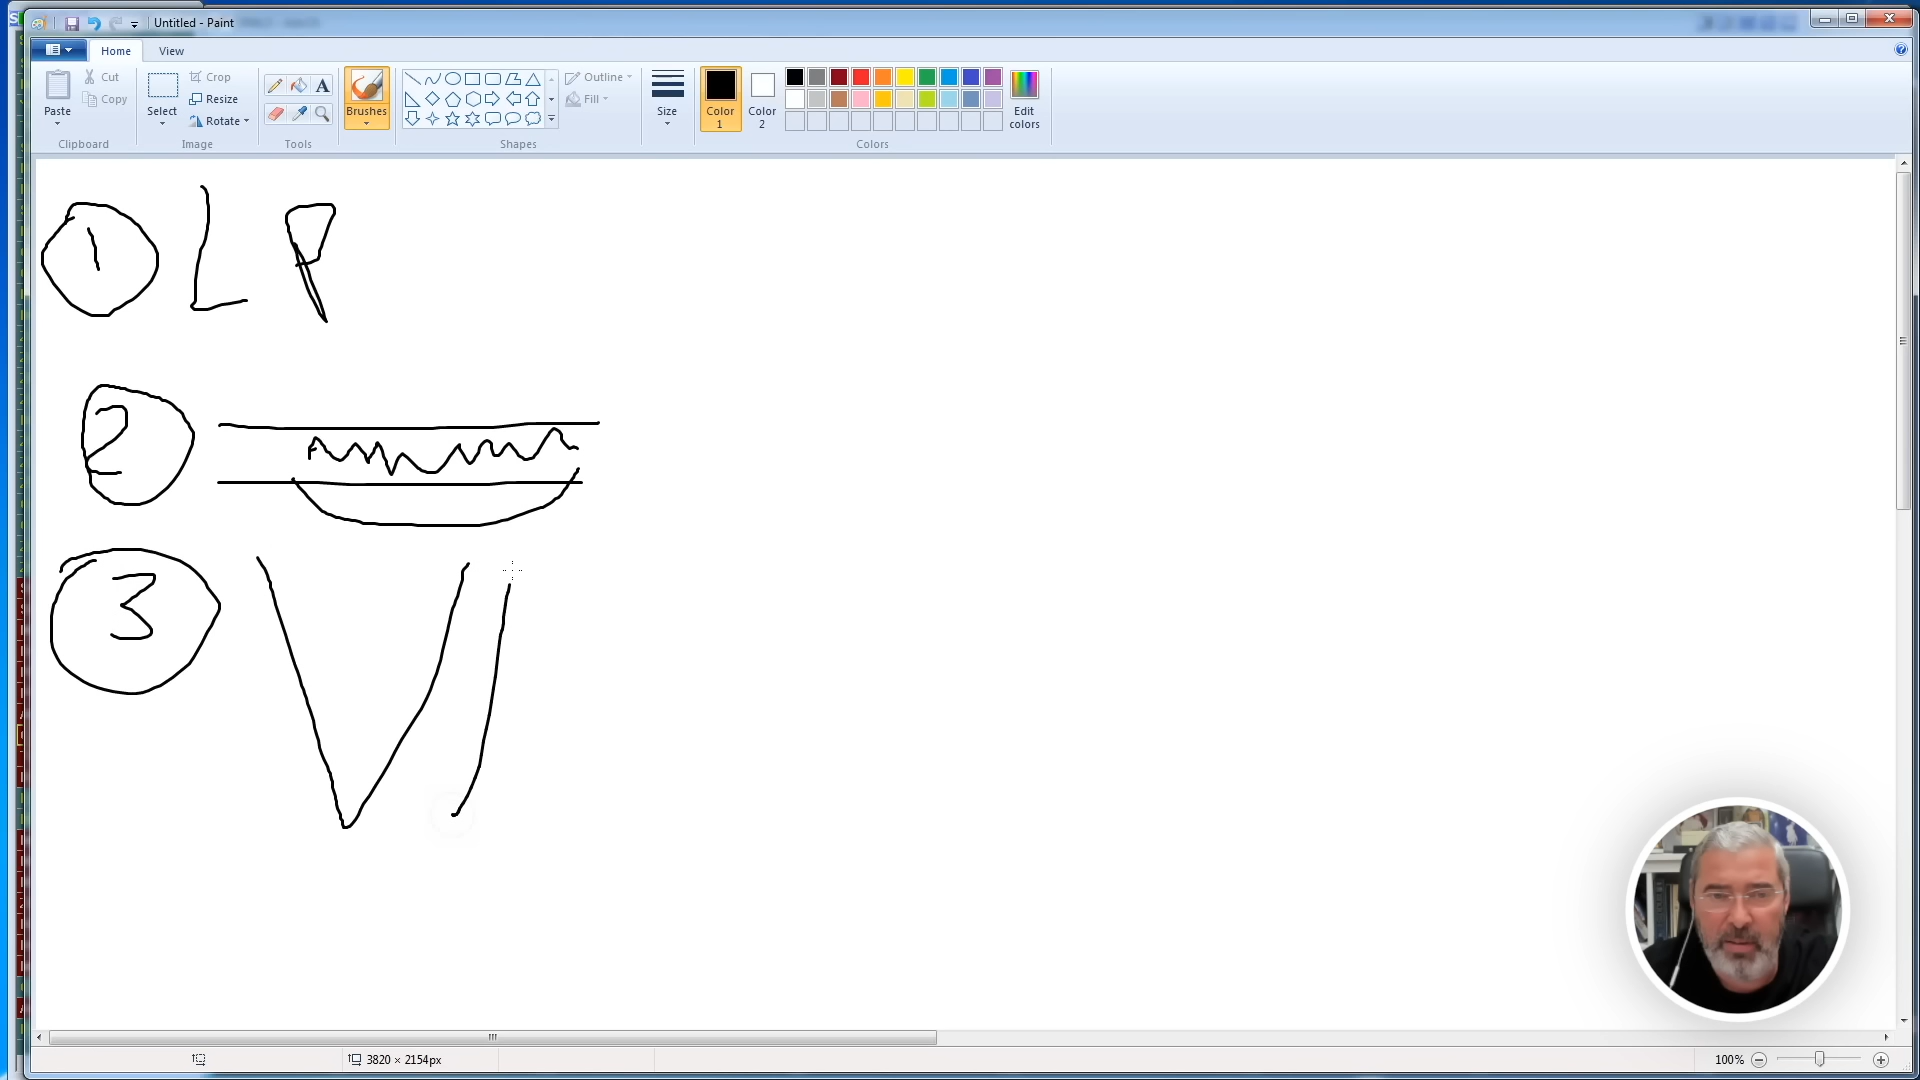 Untitled - Paint
Home View
Paste
Cut
Copy
Clipboard
Select
Crop
Resize
Rotate
Image
A
Tools
Brushes
Shapes
Outline
Fill
Size
Color 1
Color 2
Edit colors
Colors
1 L P
2
3 V
3820 × 2154px
100%